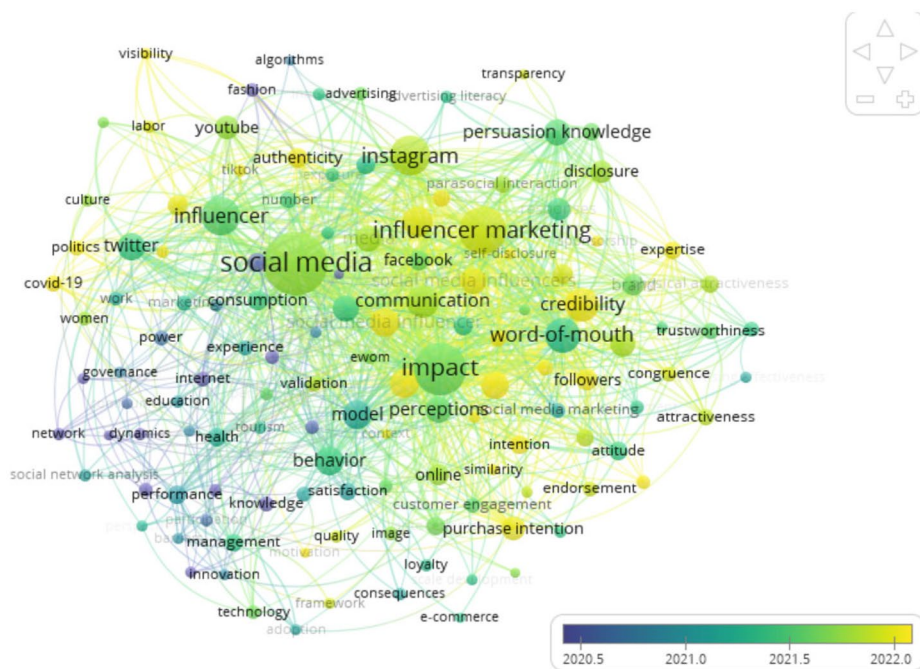 visibility
algorithms
fashion
advertising
advertising literacy
transparency
labor
youtube
persuasion knowledge
authenticity
instagram
tiktok
exposure
disclosure
parasocial interaction
culture
number
influencer
influencer marketing
politics
twitter
facebook
self-disclosure
expertise
social media
covid-19
social media influencers
brand
physical attractiveness
work
marketing
consumption
communication
credibility
women
social media influencer
word-of-mouth
trustworthiness
power
experience
ewom
impact
governance
internet
validation
followers
congruence
education
model
perceptions
social media marketing
attractiveness
network
dynamics
health
tourism
context
intention
attitude
behavior
social network analysis
online
similarity
performance
knowledge
satisfaction
customer engagement
endorsement
management
quality
image
purchase intention
motivation
innovation
loyalty
scale development
consequences
technology
framework
e-commerce
adoption
2020.5
2021.0
2021.5
2022.0